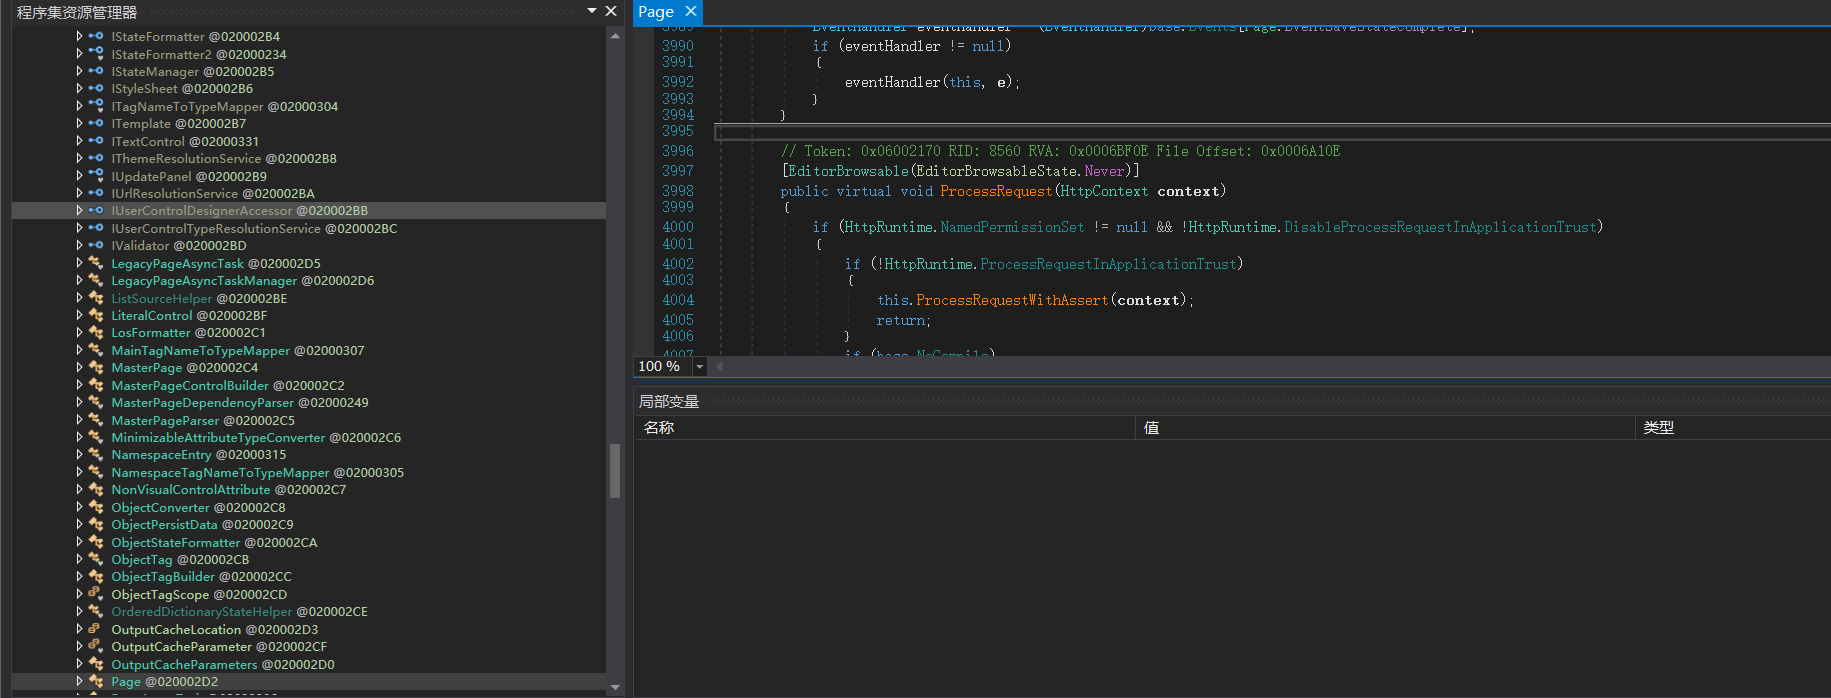 程序集资源管理器
IStateFormatter @020002B4
IStateFormatter2 @02000234
IStateManager @020002B5
IStyleSheet @020002B6
ITagNameToTypeMapper @02000304
ITemplate @020002B7
ITextControl @02000331
IThemeResolutionService @020002B8
IUpdatePanel @020002B9
IUrlResolutionService @020002BA
IUserControlDesignerAccessor @020002BB
IUserControlTypeResolutionService @020002BC
IValidator @020002BD
LegacyPageAsyncTask @020002D5
LegacyPageAsyncTaskManager @020002D6
ListSourceHelper @020002BE
LiteralControl @020002BF
LosFormatter @020002C1
MainTagNameToTypeMapper @02000307
MasterPage @020002C4
MasterPageControlBuilder @020002C2
MasterPageDependencyParser @02000249
MasterPageParser @020002C5
MinimizableAttributeTypeConverter @020002C6
NamespaceEntry @02000315
NamespaceTagNameToTypeMapper @02000305
NonVisualControlAttribute @020002C7
ObjectConverter @020002C8
ObjectPersistData @020002C9
ObjectStateFormatter @020002CA
ObjectTag @020002CB
ObjectTagBuilder @020002CC
ObjectTagScope @020002CD
OrderedDictionaryStateHelper @020002CE
OutputCacheLocation @020002D3
OutputCacheParameter @020002CF
OutputCacheParameters @020002D0
Page @020002D2
Page
3989 EventHandler eventHandler = (EventHandler)base.Events[Page.EventSaveStateComplete];
3990 if (eventHandler != null)
3991 {
3992 eventHandler(this, e);
3993 }
3994 }
3995
3996 // Token: 0x06002170 RID: 8560 RVA: 0x0006BF0E File Offset: 0x0006A10E
3997 [EditorBrowsable(EditorBrowsableState.Never)]
3998 public virtual void ProcessRequest(HttpContext context)
3999 {
4000 if (HttpRuntime.NamedPermissionSet != null && !HttpRuntime.DisableProcessRequestInApplicationTrust)
4001 {
4002 if (!HttpRuntime.ProcessRequestInApplicationTrust)
4003 {
4004 this.ProcessRequestWithAssert(context);
4005 return;
4006 }
4007 if (base.NoCompile)
100 %
局部变量
名称 值 类型